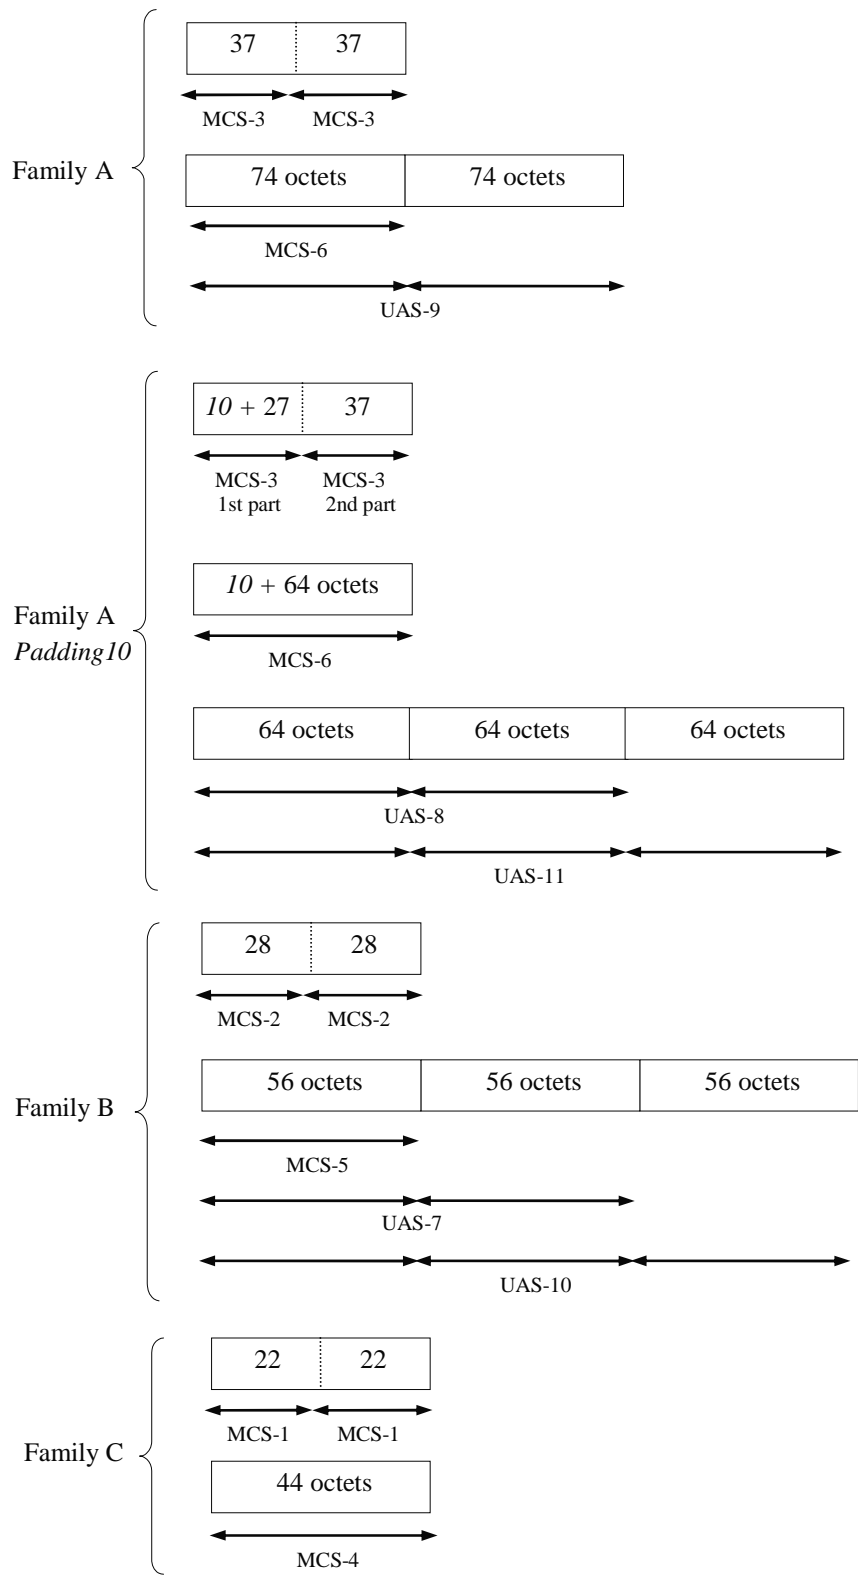 37 37
MCS-3 MCS-3
Family A
74 octets 74 octets
MCS-6
UAS-9
10 + 27 37
MCS-3 MCS-3
1st part 2nd part
10 + 64 octets
Family A
Padding10
MCS-6
64 octets 64 octets 64 octets
UAS-8
UAS-11
28 28
MCS-2 MCS-2
56 octets 56 octets 56 octets
Family B
MCS-5
UAS-7
UAS-10
22 22
MCS-1 MCS-1
Family C
44 octets
MCS-4